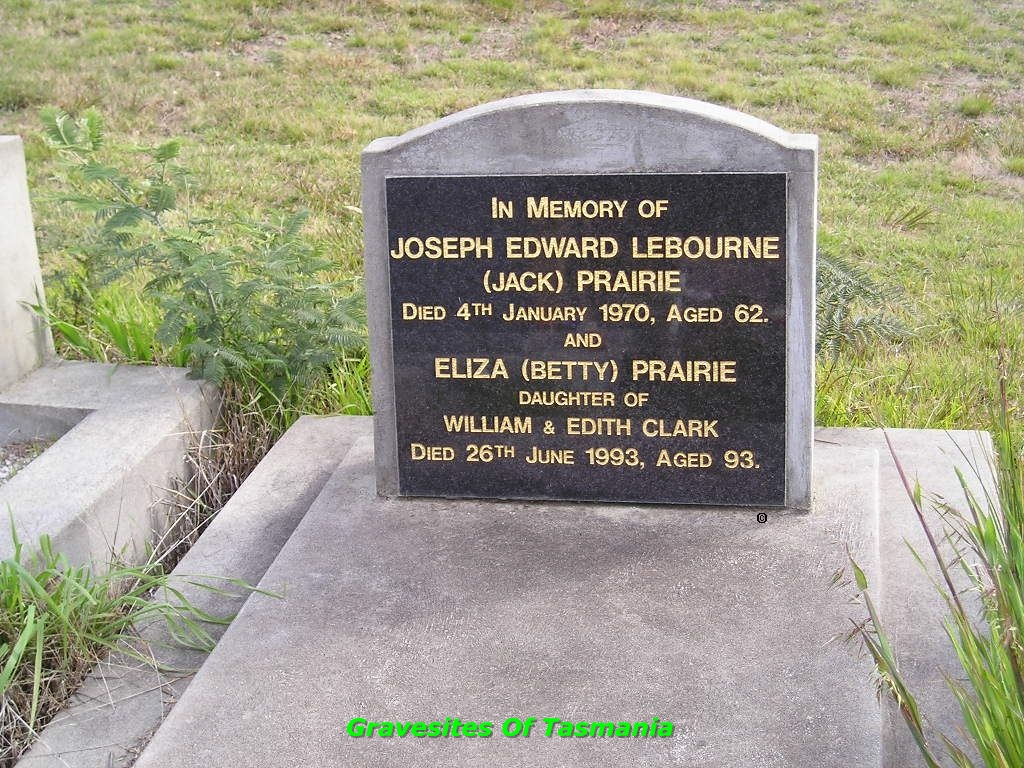 IN MEMORY OF
JOSEPH EDWARD LEBOURNE
(JACK) PRAIRIE
DIED 4TH JANUARY 1970, AGED 62.
AND
ELIZA (BETTY) PRAIRIE
DAUGHTER OF
WILLIAM & EDITH CLARK
DIED 26TH JUNE 1993, AGED 93.
Gravesites Of Tasmania